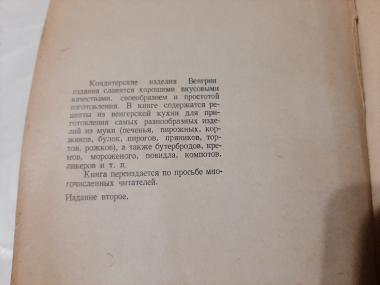 Кондитерские изделия Венгрии
издавна славятся хорошими вкусовыми
качествами, своеобразием и простотой
изготовления. В книге содержатся ре-
цепты из венгерской кухни для при-
готовления самых разнообразных изде-
лий из муки (печенья, пирожных, кор-
жиков, булок, пирогов, пряников, тор-
тов, рожков), а также бутербродов, кре-
мов, мороженого, повидла, компотов,
ликеров и т. п.
Книга переиздается по просьбе мно-
гочисленных читателей.
Издание второе.